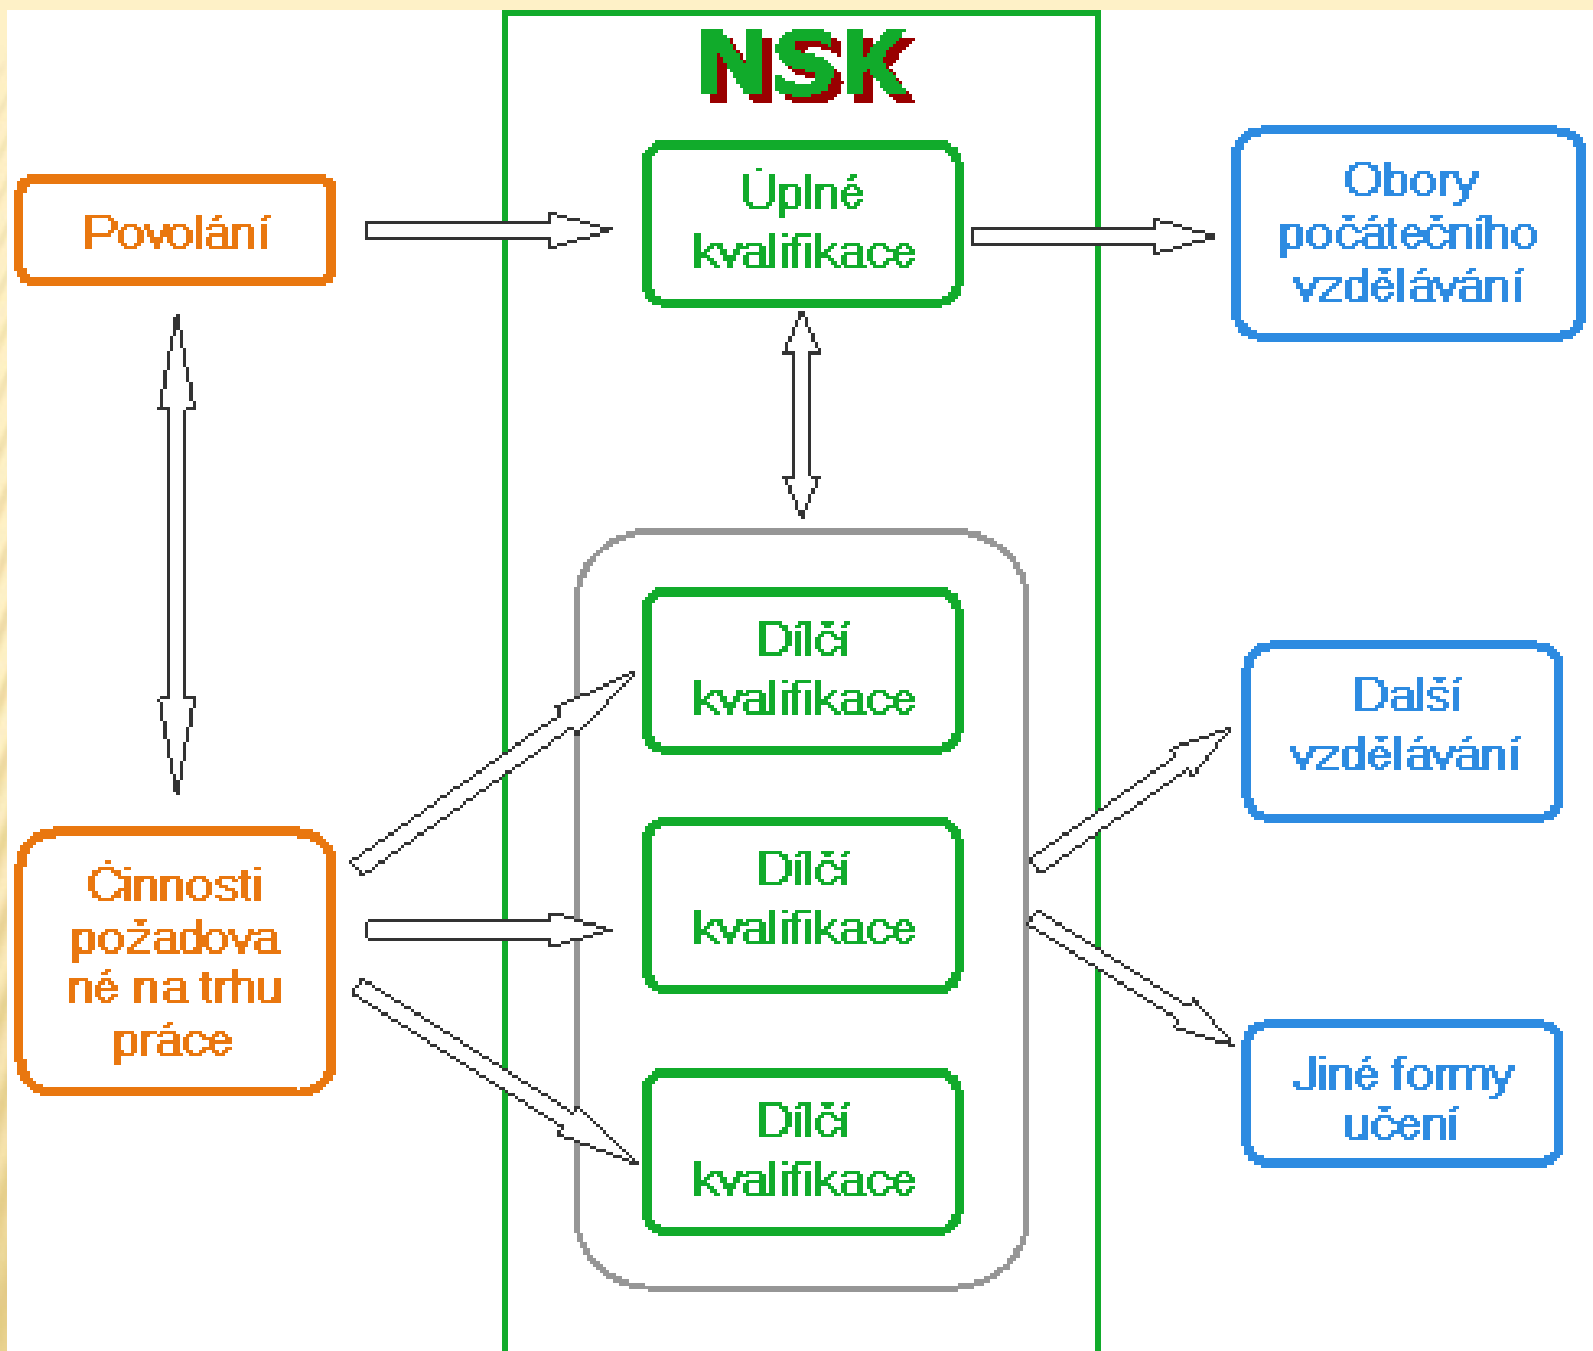 NSK
Povolání
Úplné
kvalifikace
Obory
počátečního
vzdělávání
Činnosti
požadova
né na trhu
práce
Dílčí
kvalifikace
Dílčí
kvalifikace
Dílčí
kvalifikace
Další
vzdělávání
Jiné formy
učení